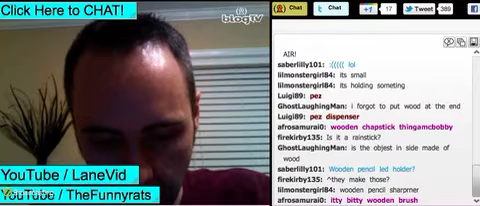 Click Here to CHAT!
blogTV
YouTube / LaneVid
YouTube / TheFunnyrats
Chat
Chat
+1
17
Tweet
389
AIR!
saberlilly101: :((((( lol
lilmonstergirl84: its small
lilmonstergirl84: its holding someting
Luigi89: pez
GhostLaughingMan: i forgot to put wood at the end
Luigi89: pez dispenser
afrosamurai0: wooden chapstick thingamcbobby
firekirby135: Is it a rainstick?
GhostLaughingMan: is the objest in side made of
wood
saberlilly101: Wooden pencil led holder?
firekirby135: ^they make those?
lilmonstergirl84: wooden pencil sharprner
afrosamurai0: itty bitty wooden brush